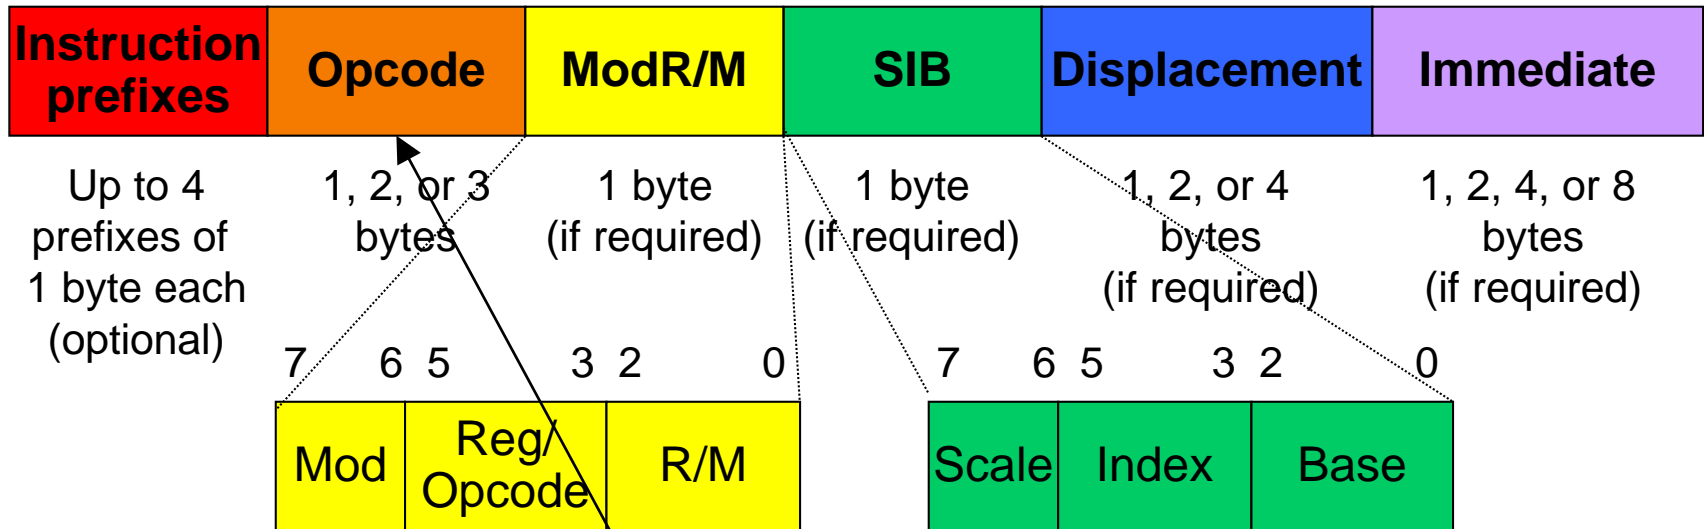 Instruction prefixes
Opcode
ModR/M
SIB
Displacement
Immediate
Up to 4
prefixes of
1 byte each
(optional)
1, 2, or 3
bytes
1 byte
(if required)
1 byte
(if required)
1, 2, or 4
bytes
(if required)
1, 2, 4, or 8
bytes
(if required)
7 6 5 3 2 0
7 6 5 3 2 0
Mod
Reg/
Opcode
R/M
Scale
Index
Base